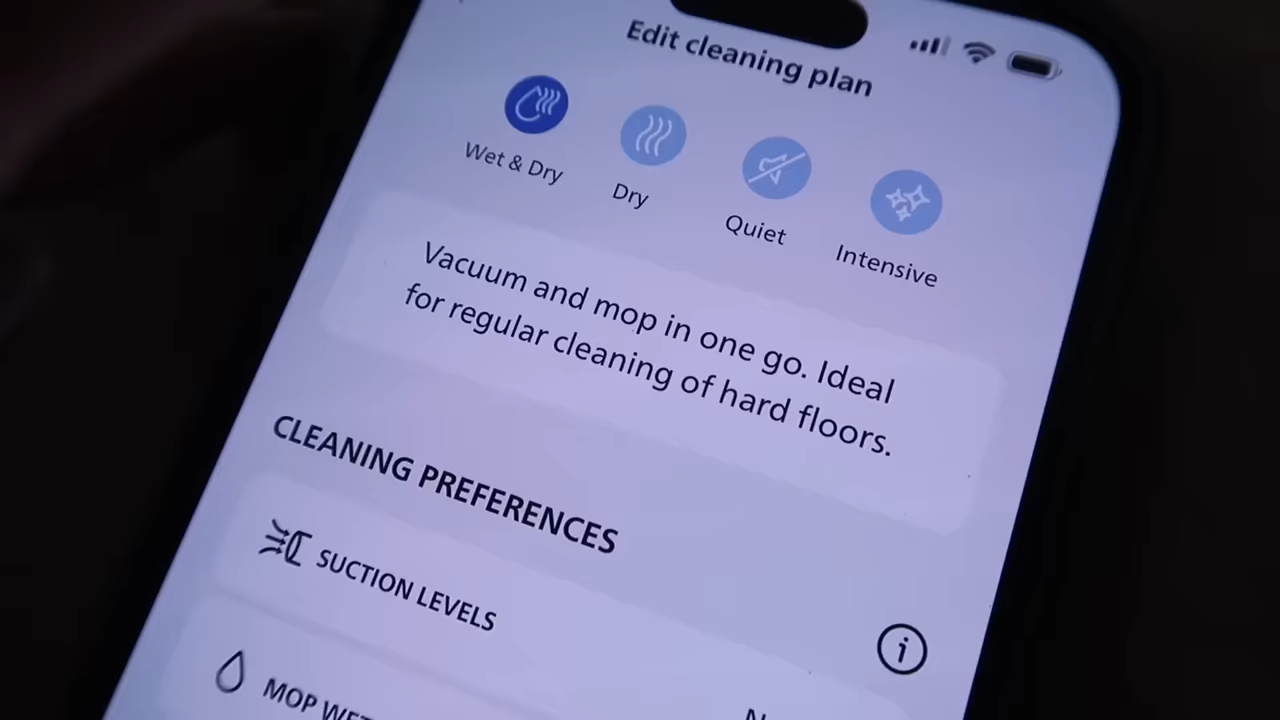 Edit cleaning plan
Wet & Dry
Dry
Quiet
Intensive
Vacuum and mop in one go. Ideal
for regular cleaning of hard floors.
CLEANING PREFERENCES
SUCTION LEVELS
MOP